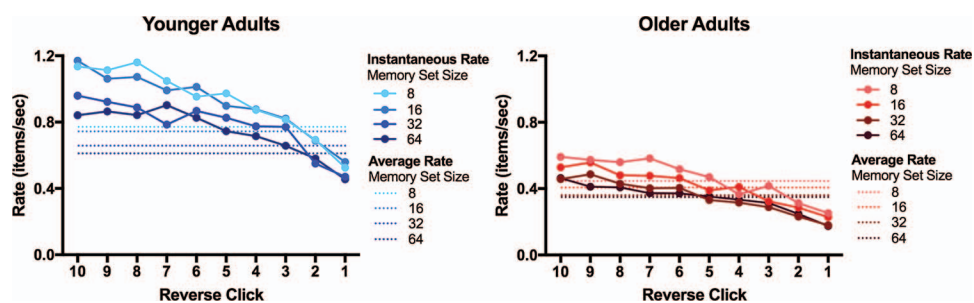 Younger Adults
Rate (items/sec)
1.2
0.8
0.4
0.0
10 9 8 7 6 5 4 3 2 1
Reverse Click
Instantaneous Rate
Memory Set Size
8
16
32
64
Average Rate
Memory Set Size
8
16
32
64
Older Adults
Rate (items/sec)
1.2
0.8
0.4
0.0
10 9 8 7 6 5 4 3 2 1
Reverse Click
Instantaneous Rate
Memory Set Size
8
16
32
64
Average Rate
Memory Set Size
8
16
32
64